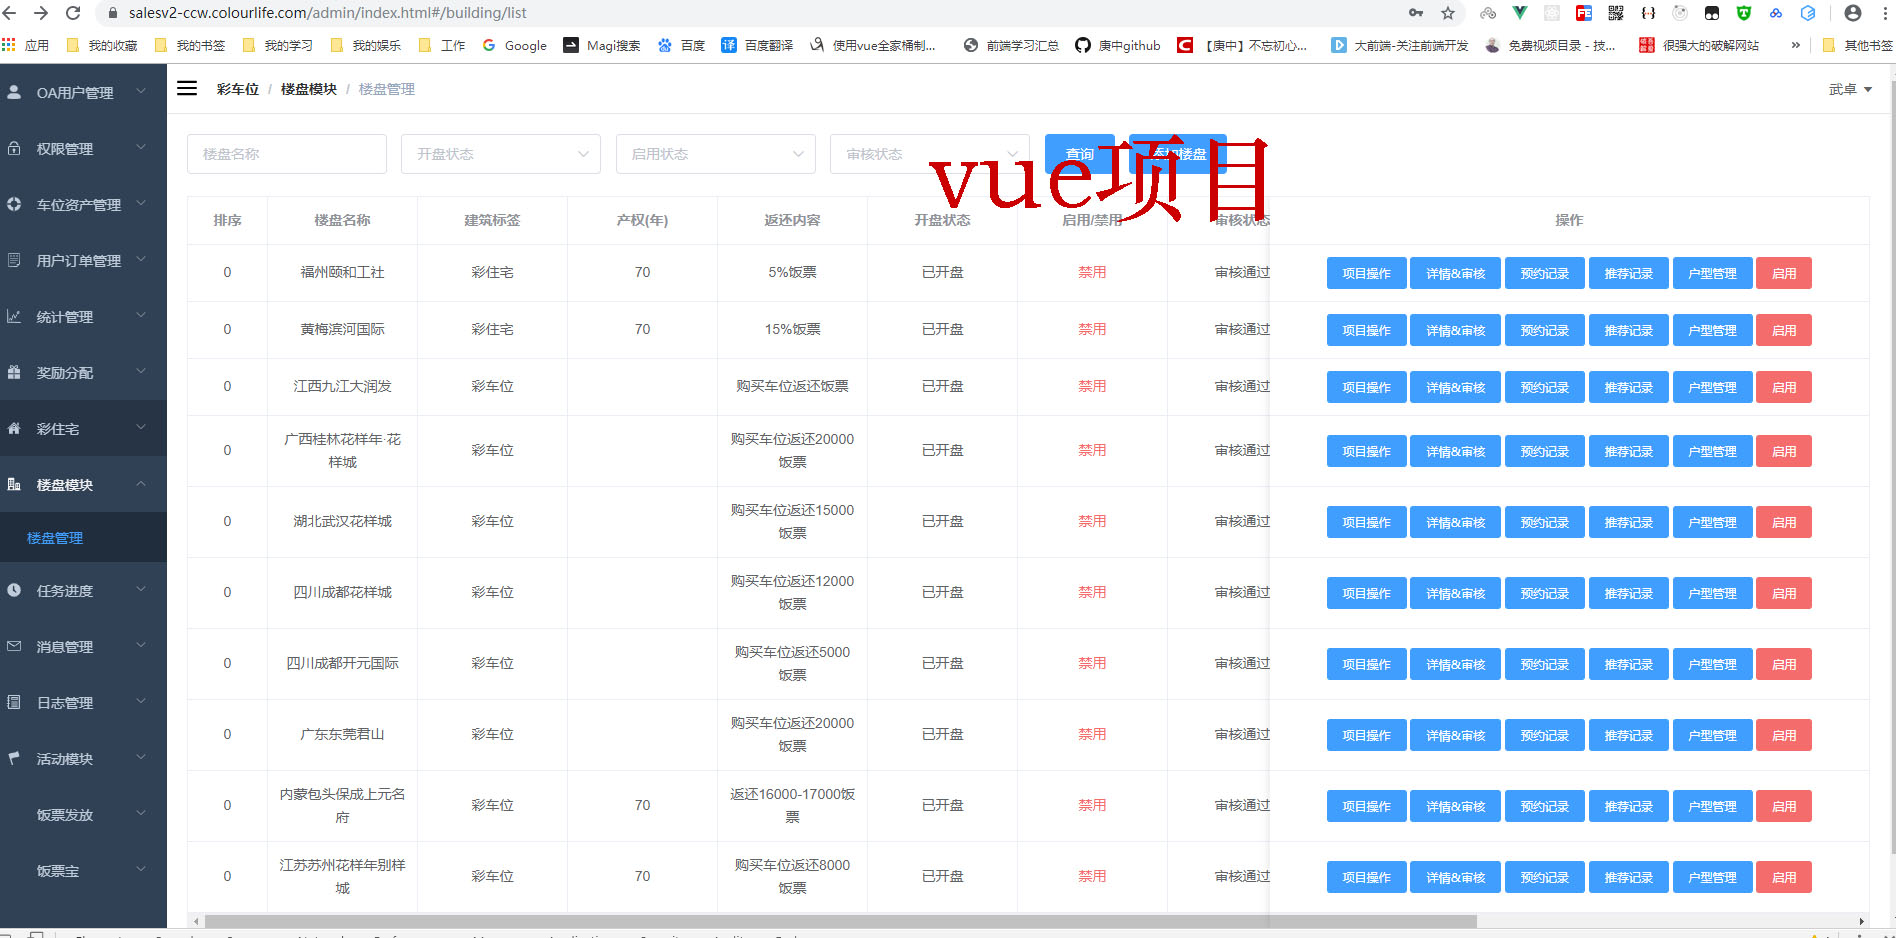 salesv2-ccw.colourlife.com/admin/index.html#/building/list
应用 我的收藏 我的书签 我的学习 我的娱乐 工作 Google Magi搜索 百度 百度翻译 使用vue全家桶制... 前端学习汇总 庚中github 【庚中】不忘初心... 大前端-关注前端开发 免费视频目录 - 技... 很强大的破解网站 » 其他书签
OA用户管理
权限管理
车位资产管理
用户订单管理
统计管理
奖励分配
彩住宅
楼盘模块
楼盘管理
任务进度
消息管理
日志管理
活动模块
饭票发放
饭票宝
彩车位 / 楼盘模块 / 楼盘管理
武卓
楼盘名称 开盘状态 启用状态 审核状态 查询 添加楼盘
vue项目
排序 楼盘名称 建筑标签 产权(年) 返还内容 开盘状态 启用/禁用 审核状态 操作
0 福州颐和工社 彩住宅 70 5%饭票 已开盘 禁用 审核通过 项目操作 详情&审核 预约记录 推荐记录 户型管理 启用
0 黄梅滨河国际 彩住宅 70 15%饭票 已开盘 禁用 审核通过 项目操作 详情&审核 预约记录 推荐记录 户型管理 启用
0 江西九江大润发 彩车位 购买车位返还饭票 已开盘 禁用 审核通过 项目操作 详情&审核 预约记录 推荐记录 户型管理 启用
广西桂林花样年·花 购买车位返还20000
0 彩车位 已开盘 禁用 审核通过 项目操作 详情&审核 预约记录 推荐记录 户型管理 启用
样城 饭票
购买车位返还15000
0 湖北武汉花样城 彩车位 已开盘 禁用 审核通过 项目操作 详情&审核 预约记录 推荐记录 户型管理 启用
饭票
购买车位返还12000
0 四川成都花样城 彩车位 已开盘 禁用 审核通过 项目操作 详情&审核 预约记录 推荐记录 户型管理 启用
饭票
购买车位返还5000
0 四川成都开元国际 彩车位 已开盘 禁用 审核通过 项目操作 详情&审核 预约记录 推荐记录 户型管理 启用
饭票
购买车位返还20000
0 广东东莞君山 彩车位 已开盘 禁用 审核通过 项目操作 详情&审核 预约记录 推荐记录 户型管理 启用
饭票
内蒙包头保成上元名 返还16000-17000饭
0 彩车位 70 已开盘 禁用 审核通过 项目操作 详情&审核 预约记录 推荐记录 户型管理 启用
府 票
江苏苏州花样年别样 购买车位返还8000
0 彩车位 70 已开盘 禁用 审核通过 项目操作 详情&审核 预约记录 推荐记录 户型管理 启用
城 饭票